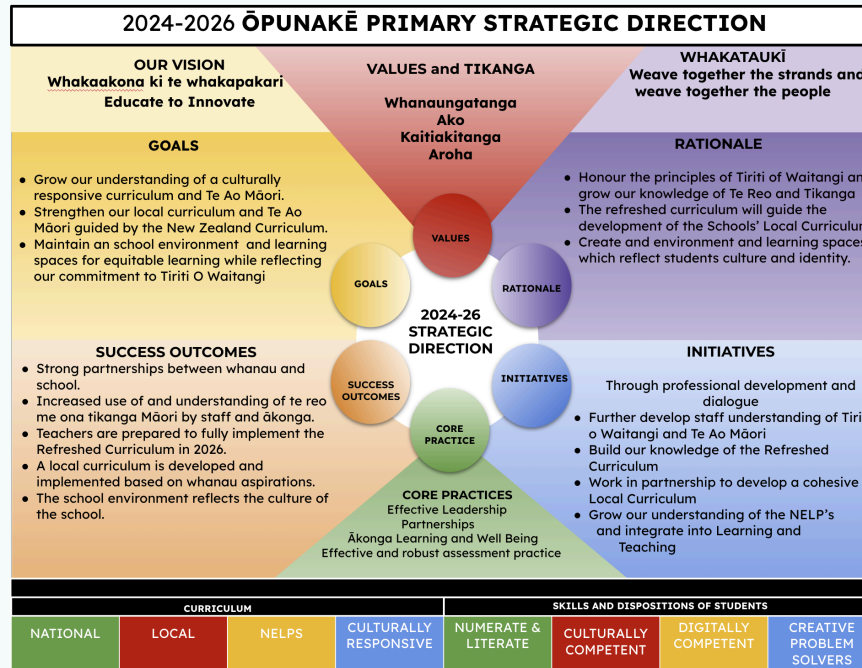 2024-2026 ŌPUNAKĒ PRIMARY STRATEGIC DIRECTION
OUR VISION
Whakaakona ki te whakapakari
Educate to Innovate
VALUES and TIKANGA
Whanaungatanga
Ako
Kaitiakitanga
Aroha
WHAKATAUKĪ
Weave together the strands and
weave together the people
GOALS
● Grow our understanding of a culturally
responsive curriculum and Te Ao Māori.
● Strengthen our local curriculum and Te Ao
Māori guided by the New Zealand Curriculum.
● Maintain an school environment and learning
spaces for equitable learning while reflecting
our commitment to Tiriti O Waitangi
RATIONALE
● Honour the principles of Tiriti of Waitangi an
grow our knowledge of Te Reo and Tikanga
● The refreshed curriculum will guide the
development of the Schools' Local Curriculum
● Create and environment and learning spaces
which reflect students culture and identity.
VALUES
GOALS
RATIONALE
2024-26
STRATEGIC
DIRECTION
SUCCESS
OUTCOMES
INITIATIVES
CORE
PRACTICE
SUCCESS OUTCOMES
● Strong partnerships between whanau and
school.
● Increased use of and understanding of te reo
me ona tikanga Māori by staff and ākonga.
● Teachers are prepared to fully implement the
Refreshed Curriculum in 2026.
● A local curriculum is developed and
implemented based on whanau aspirations.
● The school environment reflects the culture of
the school.
CORE PRACTICES
Effective Leadership
Partnerships
Ākonga Learning and Well Being
Effective and robust assessment practice
INITIATIVES
Through professional development and
dialogue
● Further develop staff understanding of Tiri
o Waitangi and Te Ao Māori
● Build our knowledge of the Refreshed
Curriculum
● Work in partnership to develop a cohesive
Local Curriculum
● Grow our understanding of the NELP's
and integrate into Learning and
Teaching
CURRICULUM
SKILLS AND DISPOSITIONS OF STUDENTS
NATIONAL
LOCAL
NELPS
CULTURALLY
RESPONSIVE
NUMERATE &
LITERATE
CULTURALLY
COMPETENT
DIGITALLY
COMPETENT
CREATIVE
PROBLEM
SOLVERS